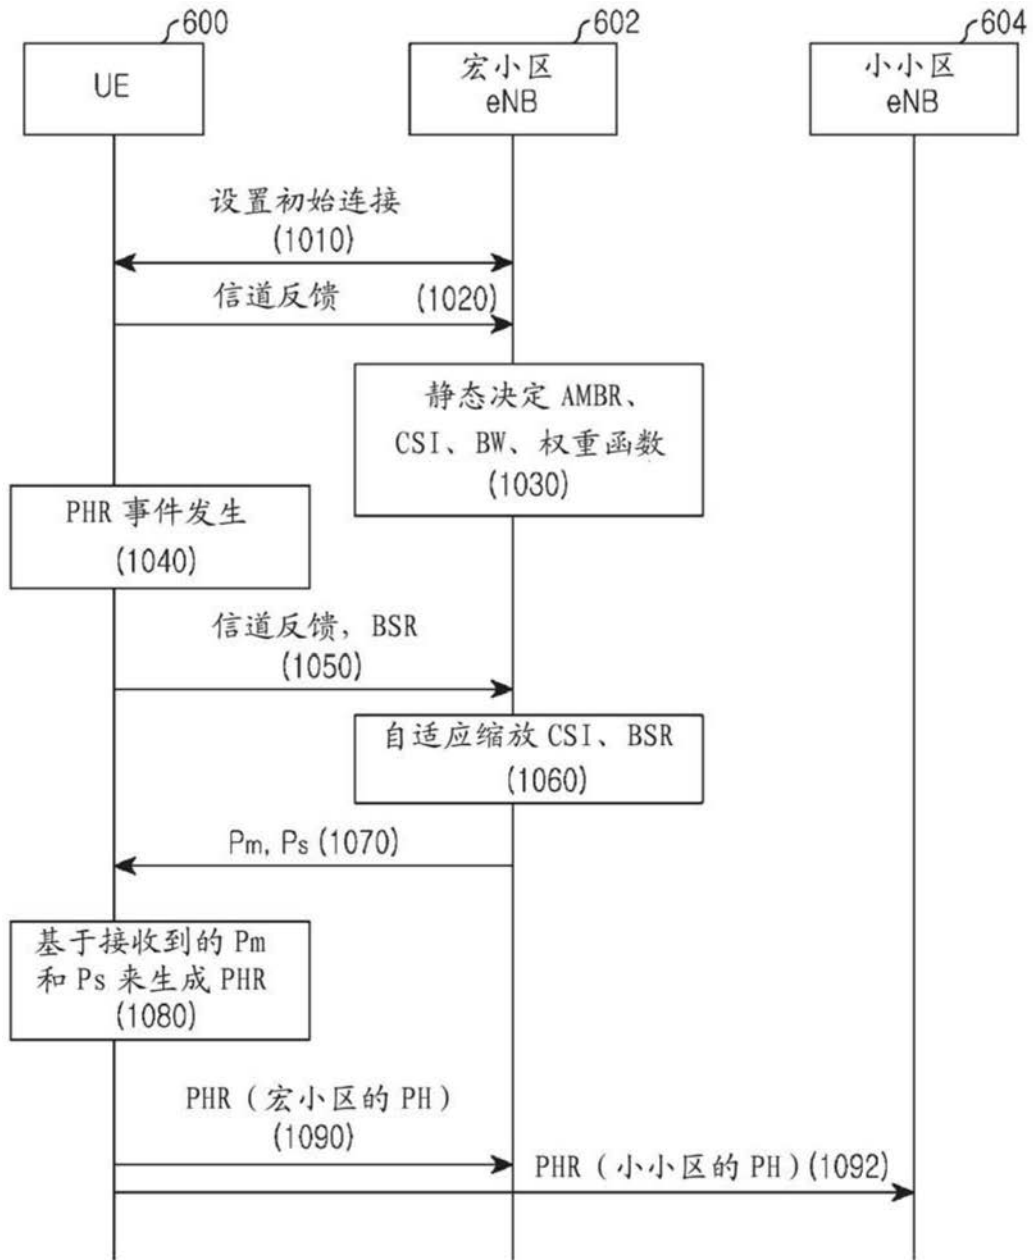 600
602
604
UE
宏小区
eNB
小小区
eNB
设置初始连接
(1010)
信道反馈 (1020)
静态决定 AMBR、
CSI、BW、权重函数
(1030)
PHR 事件发生
(1040)
信道反馈, BSR
(1050)
自适应缩放 CSI、BSR
(1060)
Pm, Ps (1070)
基于接收到的 Pm
和 Ps 来生成 PHR
(1080)
PHR（宏小区的 PH）
(1090)
PHR（小小区的 PH）(1092)